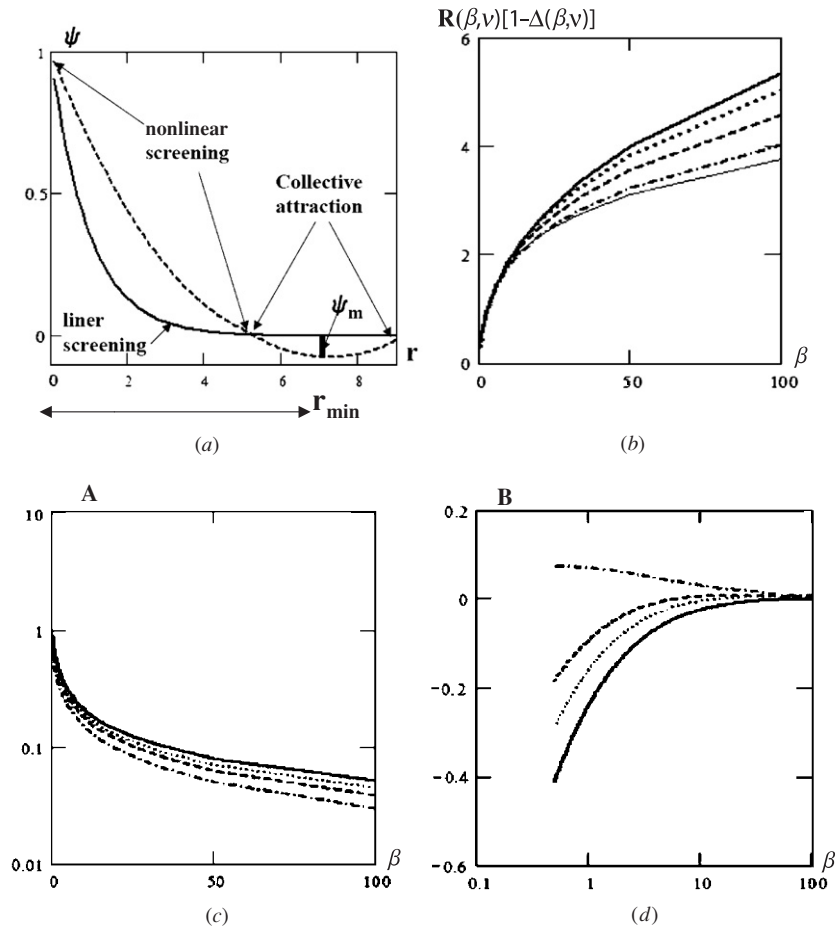 ψ
1
nonlinear
screening
0.5
Collective
attraction
liner
screening
ψm
0
r
0
2
4
6
8
rmin
(a)
R(β,ν)[1–Δ(β,ν)]
6
4
2
0
0
50
100
β
(b)
A
10
1
0.1
0.01
0
50
100
β
(c)
B
0.2
0
−0.2
−0.4
−0.6
0.1
1
10
100
β
(d)